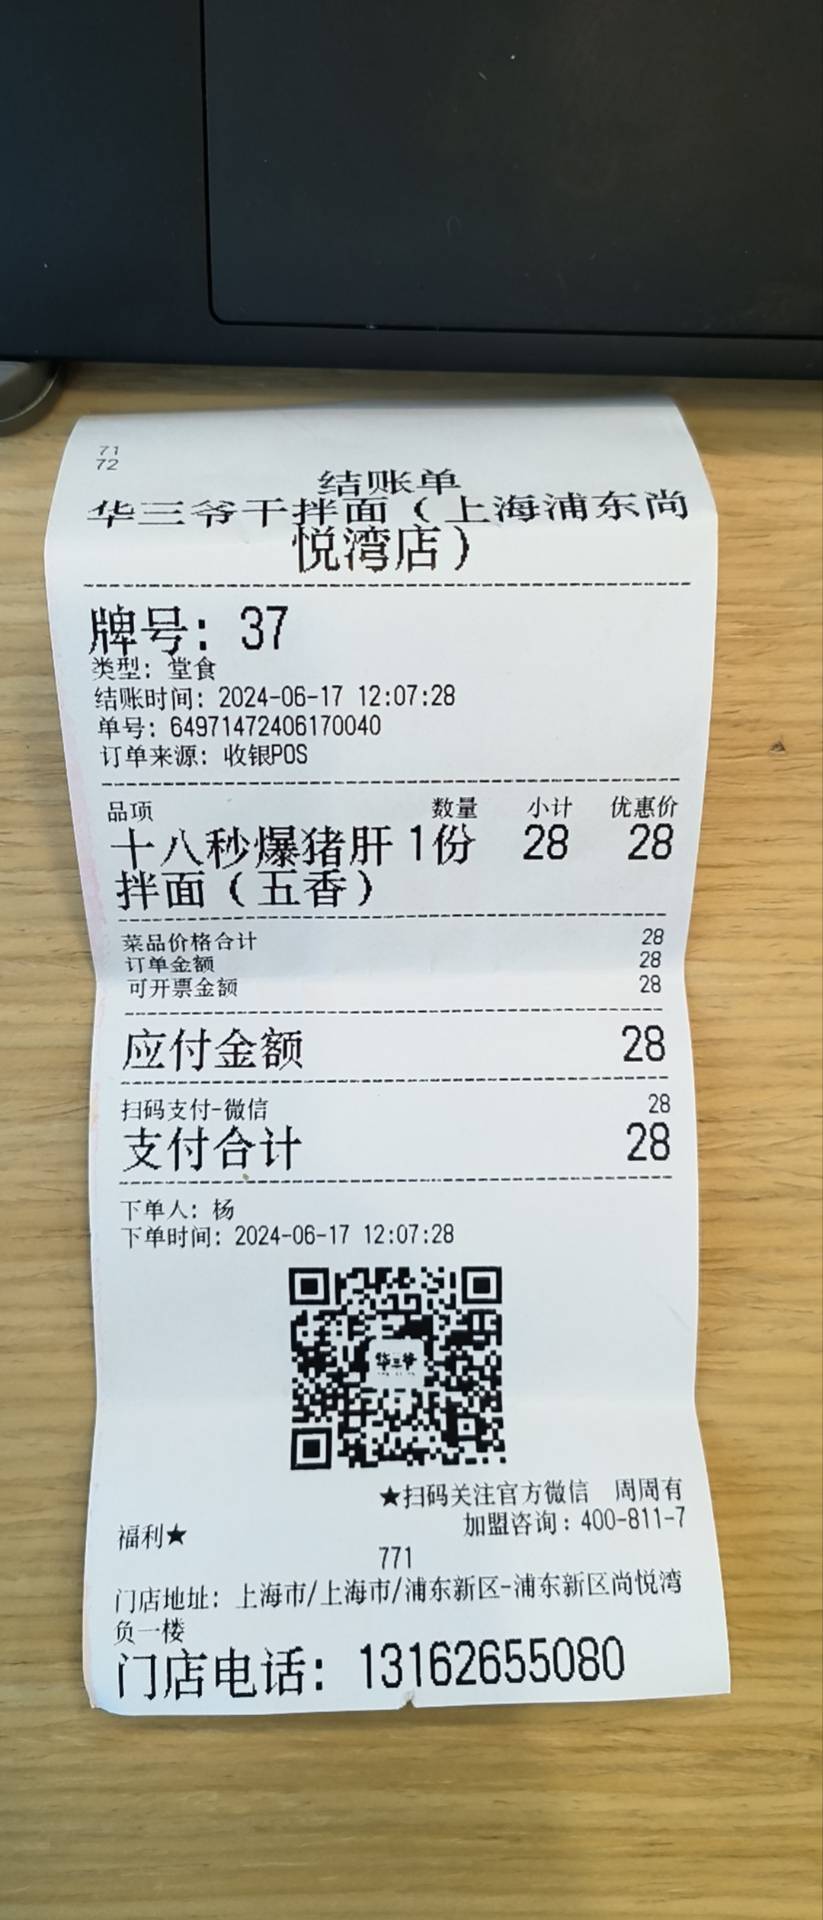 71
72
结账单
华三爷干拌面（上海浦东尚
悦湾店）
牌号：37
类型：堂食
结账时间：2024-06-17 12:07:28
单号：64971472406170040
订单来源：收银POS
品项 数量 小计 优惠价
十八秒爆猪肝 1份 28 28
拌面（五香）
菜品价格合计 28
订单金额 28
可开票金额 28
应付金额 28
扫码支付-微信 28
支付合计 28
下单人：杨
下单时间：2024-06-17 12:07:28
华三爷
★扫码关注官方微信 周周有
福利★ 加盟咨询：400-811-7
771
门店地址：上海市/上海市/浦东新区-浦东新区尚悦湾
负一楼
门店电话：13162655080